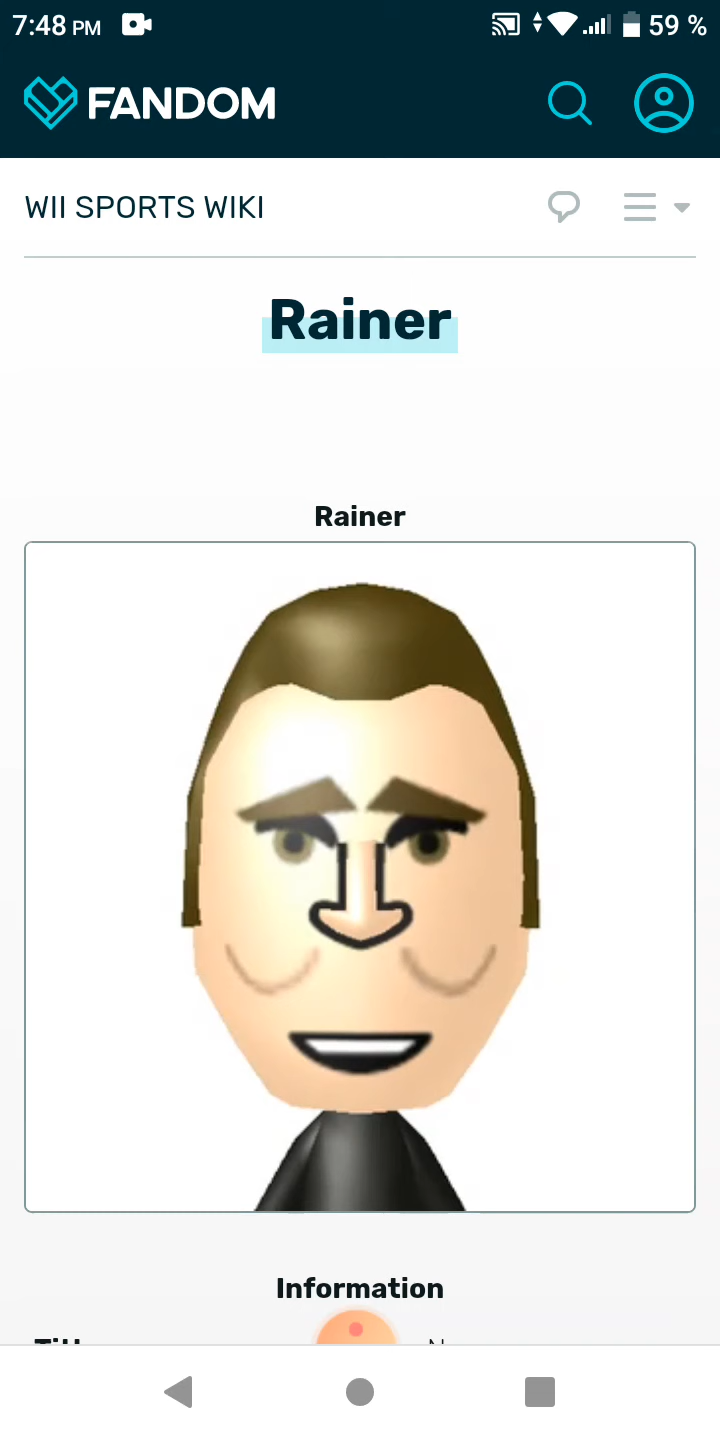 7:48 PM 59 %
FANDOM
WII SPORTS WIKI
Rainer
Rainer
Information